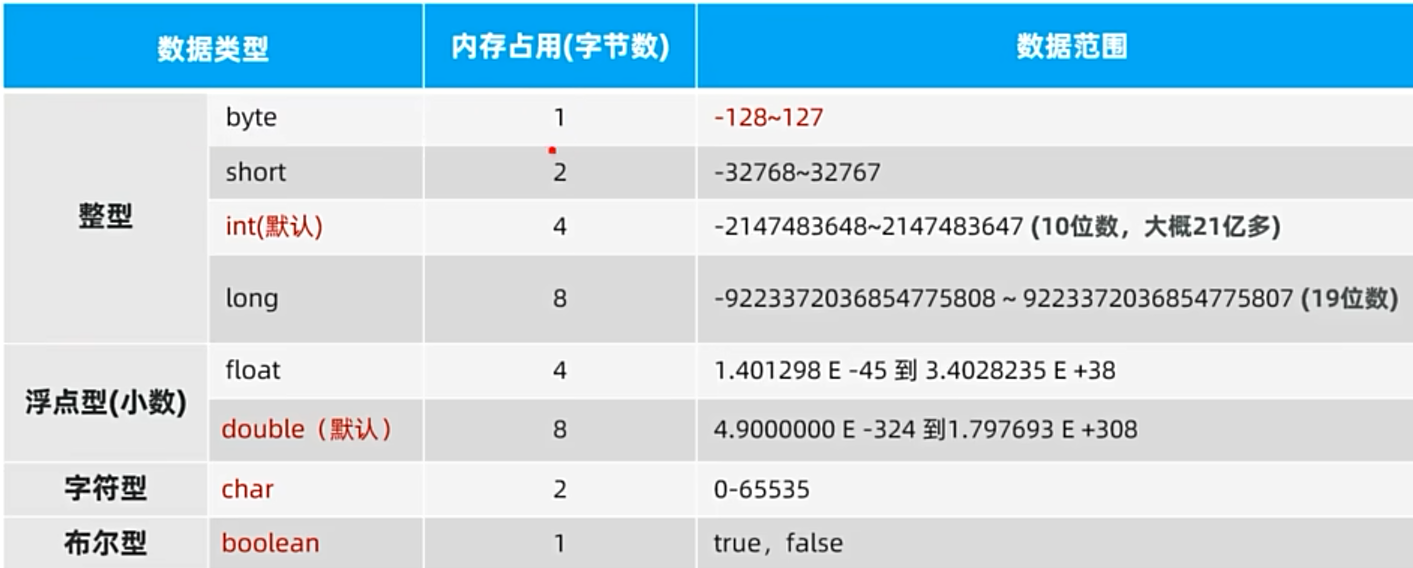 数据类型 内存占用(字节数) 数据范围
整型 byte 1 -128~127
short 2 -32768~32767
int(默认) 4 -2147483648~2147483647 (10位数，大概21亿多)
long 8 -9223372036854775808 ~ 9223372036854775807 (19位数)
浮点型(小数) float 4 1.401298 E -45 到 3.4028235 E +38
double（默认） 8 4.9000000 E -324 到1.797693 E +308
字符型 char 2 0-65535
布尔型 boolean 1 true，false